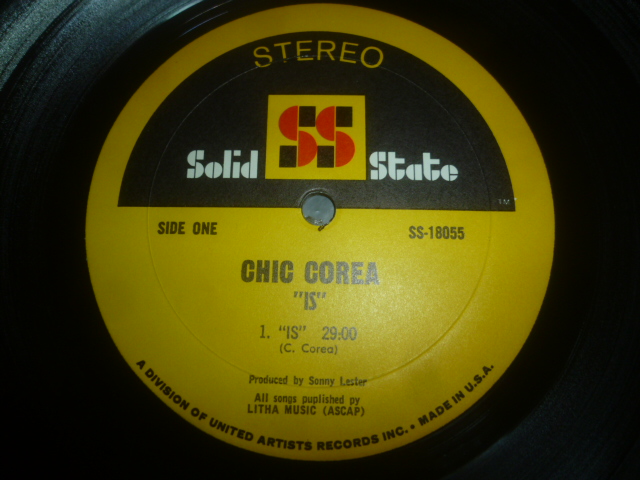 STEREO
SS
Solid State
TM
SIDE ONE SS-18055
CHIC COREA
"IS"
1. "IS" 29:00
(C. Corea)
Produced by Sonny Lester
All songs puplished by
LITHA MUSIC (ASCAP)
A DIVISION OF UNITED ARTISTS RECORDS INC. • MADE IN U.S.A.